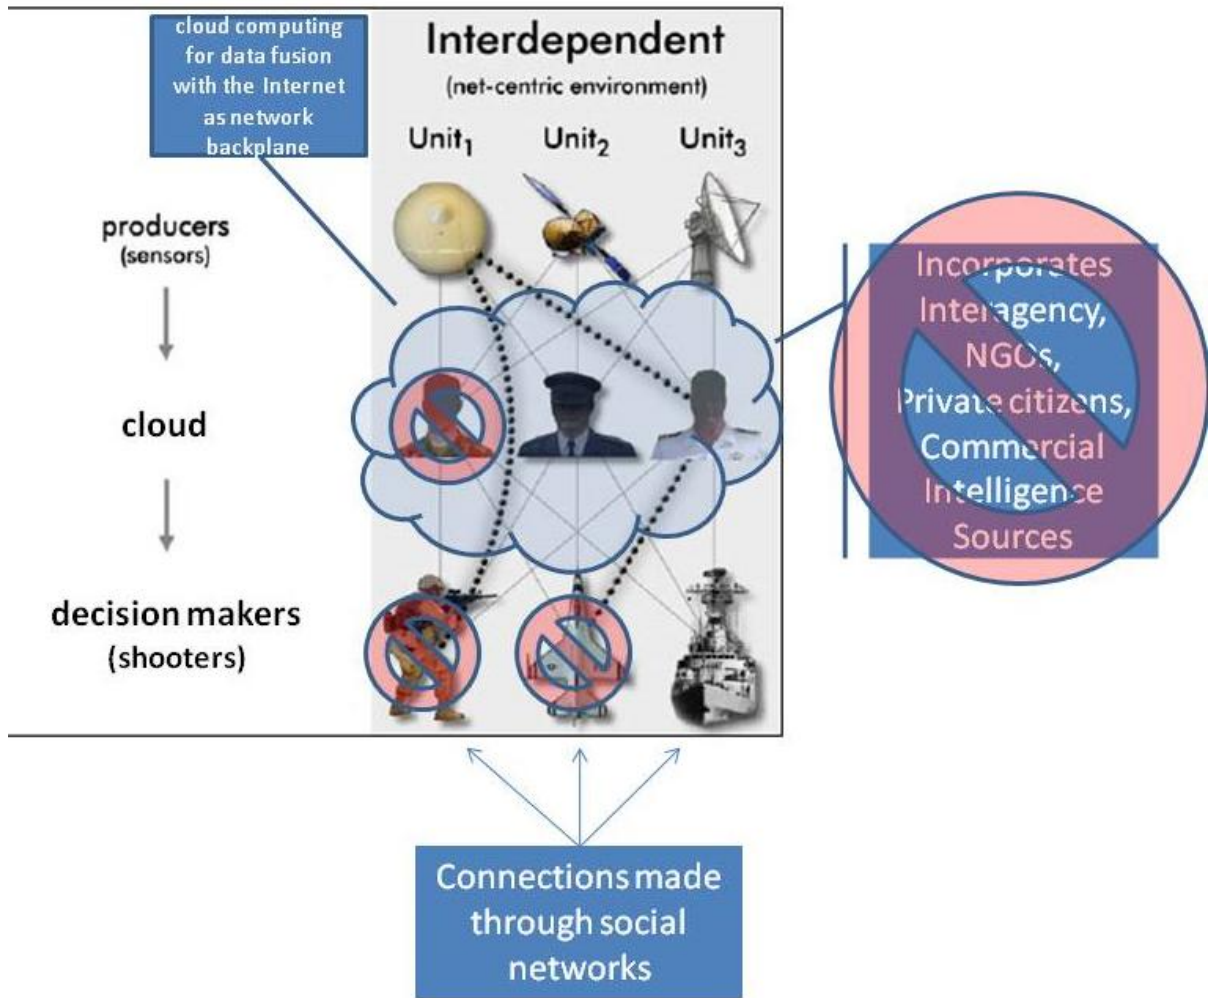 cloud computing
for data fusion
with the Internet
as network
backplane
Interdependent
(net-centric environment)
Unit₁
Unit₂
Unit₃
producers
(sensors)
cloud
decision makers
(shooters)
Incorporates
Interagency,
NGOs,
Private citizens,
Commercial
Intelligence
Sources
Connections made
through social
networks